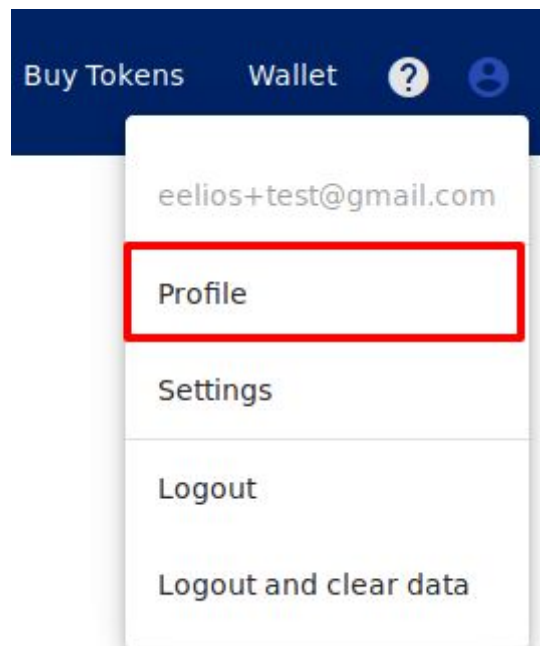 Buy Tokens Wallet ?
eelios+test@gmail.com
Profile
Settings
Logout
Logout and clear data